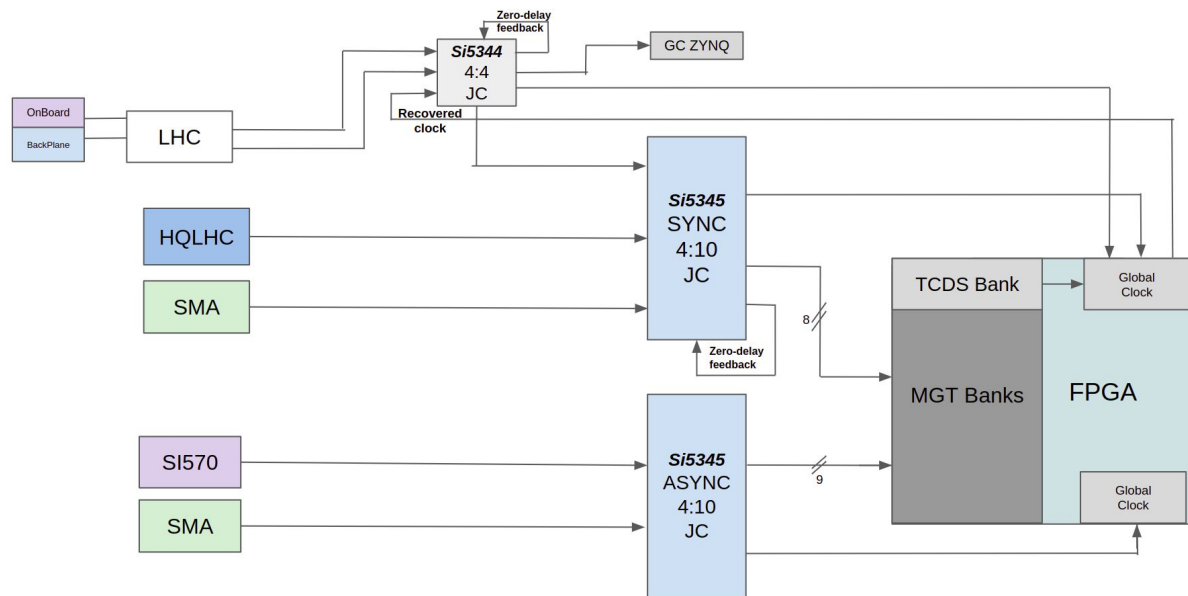 Zero-delay
feedback
Si5344
4:4
JC
GC ZYNQ
OnBoard
BackPlane
LHC
Recovered
clock
Si5345
SYNC
4:10
JC
HQLHC
SMA
Zero-delay
feedback
8
TCDS Bank
Global
Clock
MGT Banks
FPGA
SI570
SMA
Si5345
ASYNC
4:10
JC
9
Global
Clock